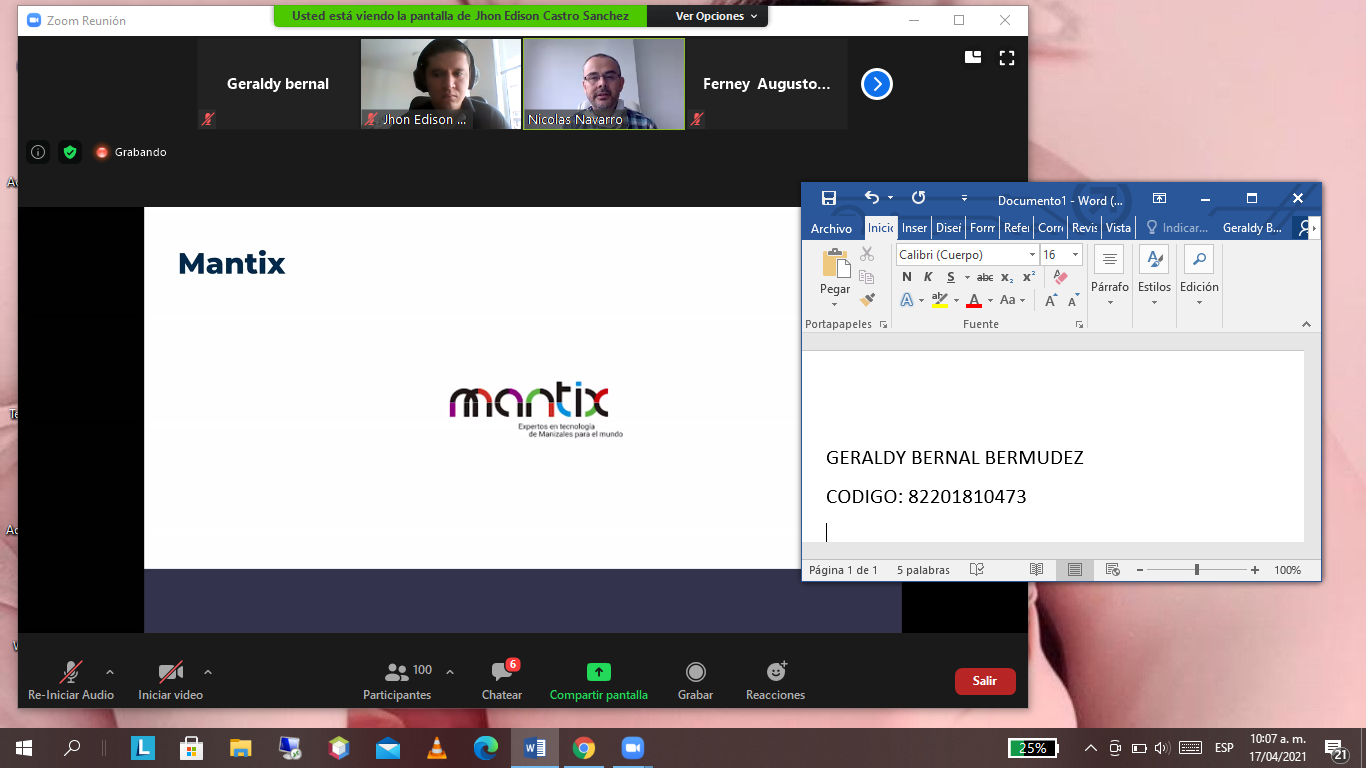 Zoom Reunión
Usted está viendo la pantalla de Jhon Edison Castro Sanchez
Ver Opciones
Geraldy bernal
Jhon Edison ...
Nicolas Navarro
Ferney Augusto...
Grabando
Mantix
mantix
Expertos en tecnología
de Manizales para el mundo
Documento1 - Word (...
Archivo
Inicio
Inser
Diseñ
Form
Refer
Corre
Revis
Vista
Indicar...
Geraldy B...
Pegar
Portapapeles
Calibri (Cuerpo)
16
N K S abc x₂ x²
A aby A Aa A A
Fuente
Párrafo
Estilos
Edición
GERALDY BERNAL BERMUDEZ
CODIGO: 82201810473
Página 1 de 1
5 palabras
100%
Re-Iniciar Audio
Iniciar video
100
Participantes
6
Chatear
Compartir pantalla
Grabar
Reacciones
Salir
25%
ESP
10:07 a. m.
17/04/2021
21